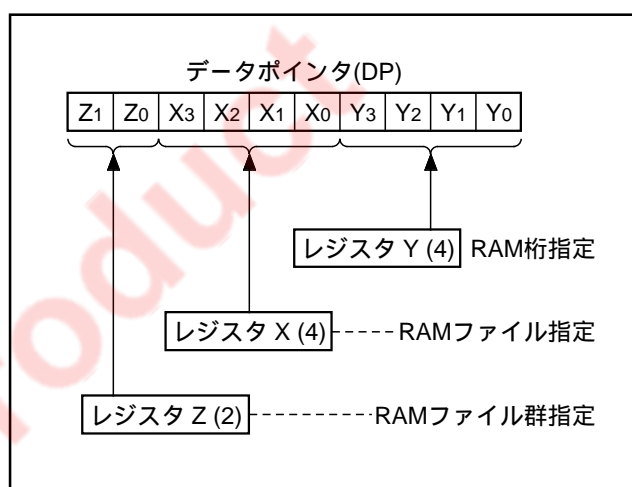 データポインタ(DP)
Z1 Z0 X3 X2 X1 X0 Y3 Y2 Y1 Y0
レジスタ Y (4) RAM桁指定
レジスタ X (4) RAMファイル指定
レジスタ Z (2) RAMファイル群指定
roduct